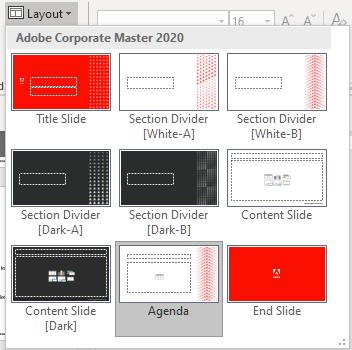 Layout
16
A A A
Adobe Corporate Master 2020
Title Slide
Section Divider
[White-A]
Section Divider
[White-B]
Section Divider
[Dark-A]
Section Divider
[Dark-B]
Content Slide
Content Slide
[Dark]
Agenda
End Slide